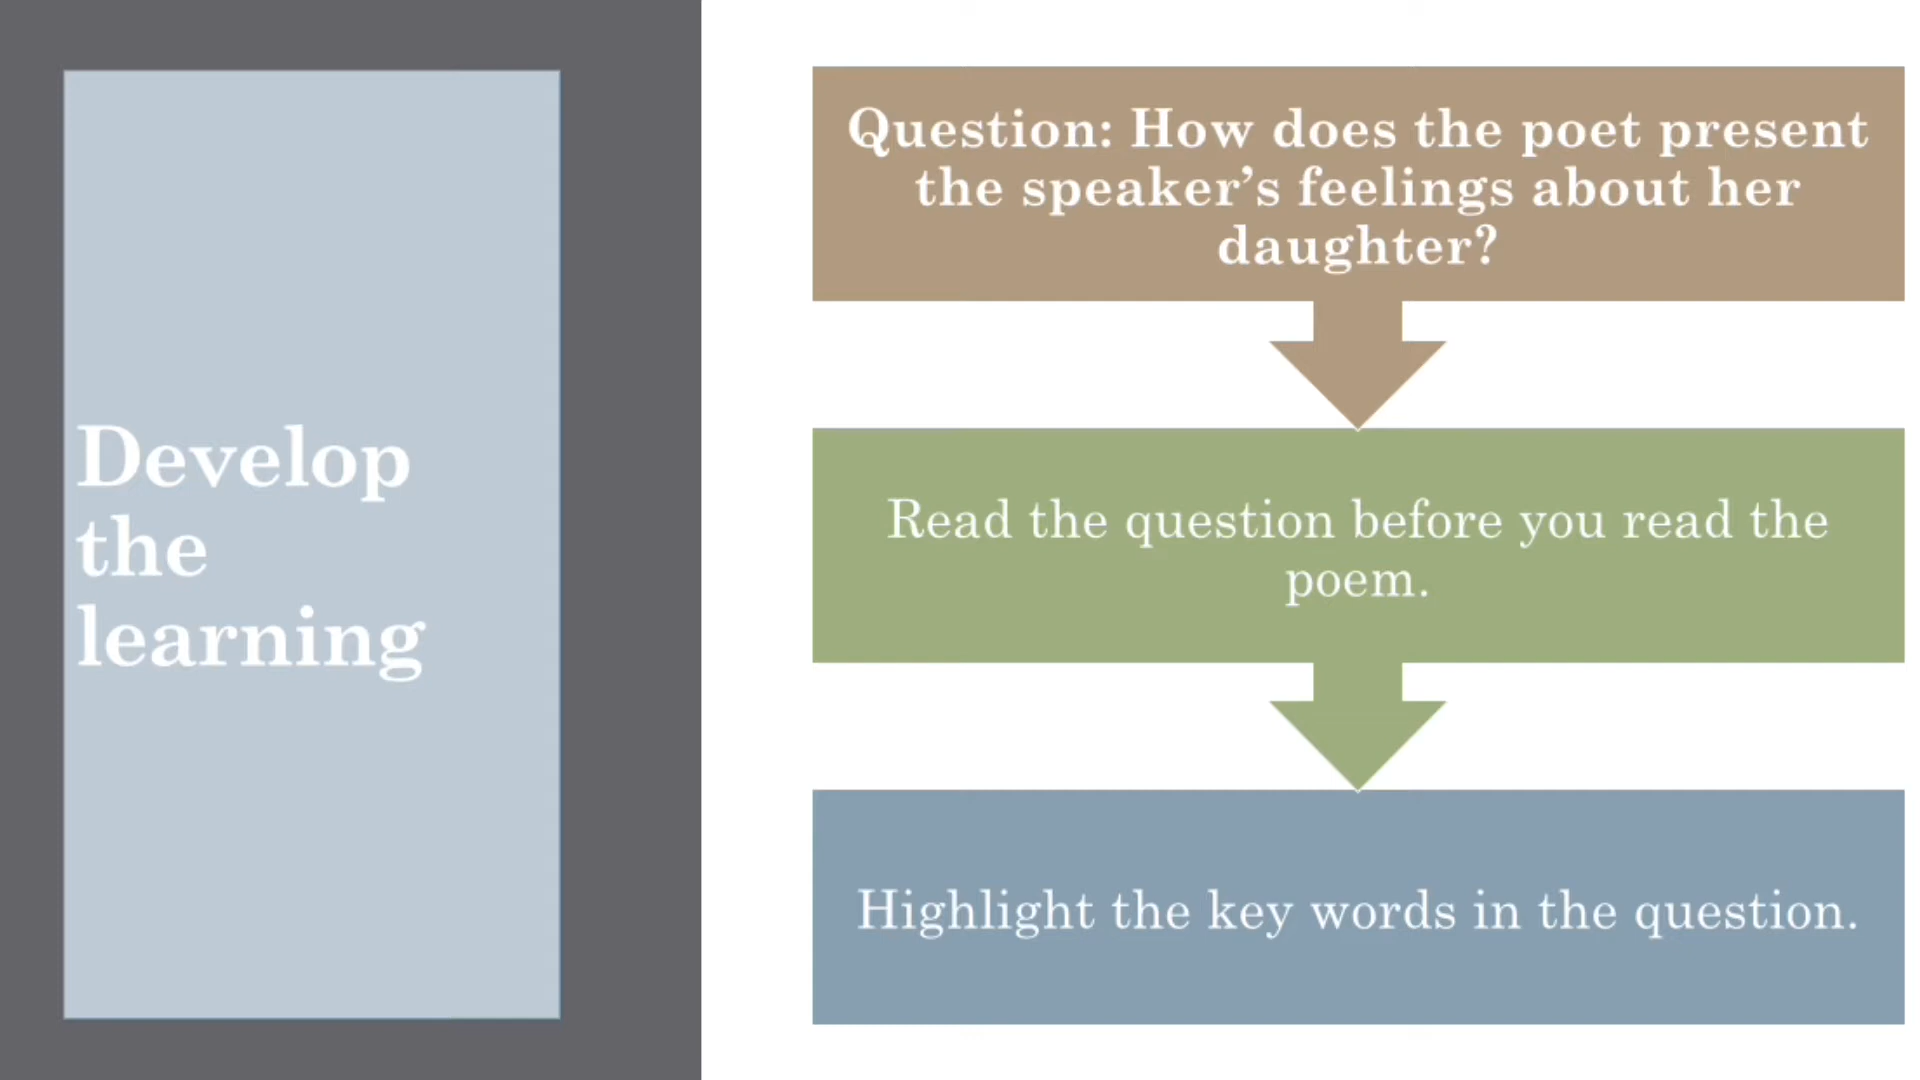 Develop
the
learning
Question: How does the poet present
the speaker’s feelings about her
daughter?
Read the question before you read the
poem.
Highlight the key words in the question.